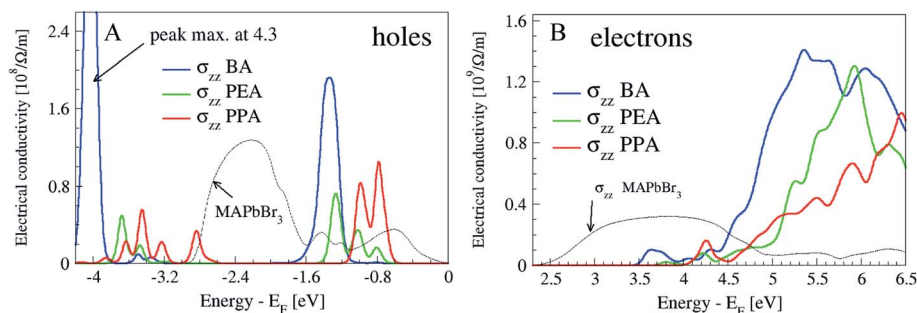 A
holes
peak max. at 4.3
σzz BA
σzz PEA
σzz PPA
MAPbBr3
Electrical conductivity [10^8/Ω/m]
2.4
1.6
0.8
0
-4
-3.2
-2.4
-1.6
-0.8
0
Energy - EF [eV]
B
electrons
σzz BA
σzz PEA
σzz PPA
σzz MAPbBr3
Electrical conductivity [10^9/Ω/m]
1.6
1.2
0.8
0.4
0
2.5
3
3.5
4
4.5
5
5.5
6
6.5
Energy - EF [eV]